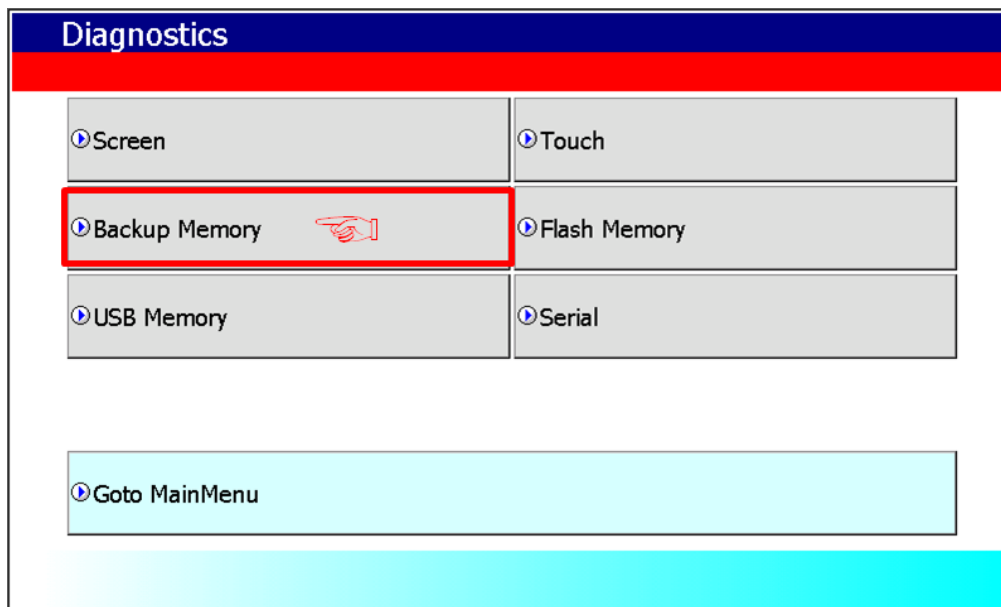 Diagnostics
Screen
Touch
Backup Memory
Flash Memory
USB Memory
Serial
Goto MainMenu